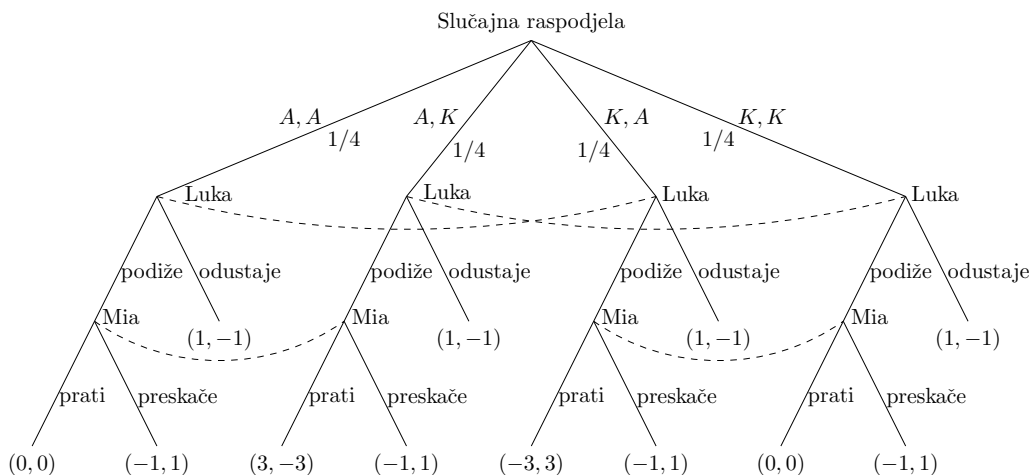 Slučajna raspodjela
A, A A, K K, A K, K
1/4 1/4 1/4 1/4
Luka Luka Luka Luka
podiže odustaje podiže odustaje podiže odustaje podiže odustaje
Mia (1, −1) Mia (1, −1) Mia (1, −1) Mia (1, −1)
prati preskače prati preskače prati preskače prati preskače
(0, 0) (−1, 1) (3, −3) (−1, 1) (−3, 3) (−1, 1) (0, 0) (−1, 1)